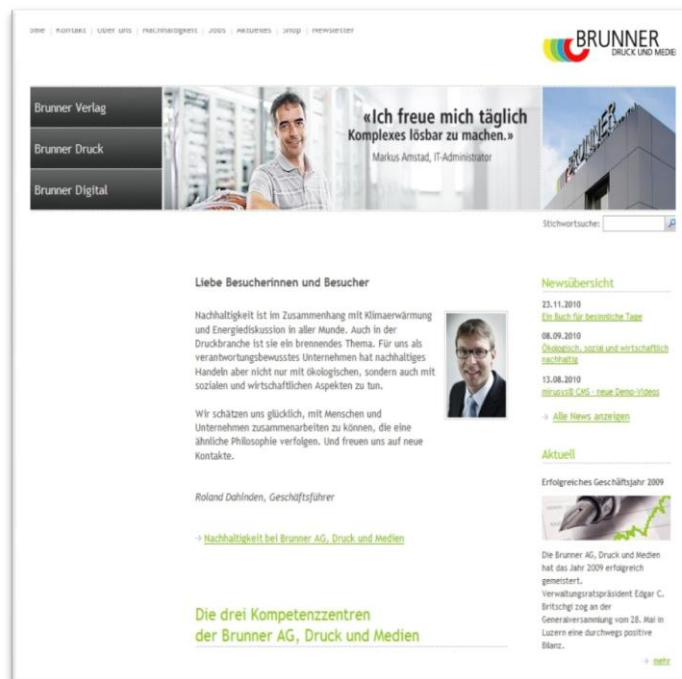 Kontakt | Über uns | Nachhaltigkeit | Jobs | Aktuelles | Shop | Newsletter
BRUNNER
DRUCK UND MEDIE
Brunner Verlag
Brunner Druck
Brunner Digital
«Ich freue mich täglich
Komplexes lösbar zu machen.»
Markus Amstad, IT-Administrator
BRUNNER
Stichwortsuche:
Liebe Besucherinnen und Besucher
Nachhaltigkeit ist im Zusammenhang mit Klimaerwärmung
und Energiediskussion in aller Munde. Auch in der
Druckbranche ist sie ein brennendes Thema. Für uns als
verantwortungsbewusstes Unternehmen hat nachhaltiges
Handeln aber nicht nur mit ökologischen, sondern auch mit
sozialen und wirtschaftlichen Aspekten zu tun.
Wir schätzen uns glücklich, mit Menschen und
Unternehmen zusammenarbeiten zu können, die eine
ähnliche Philosophie verfolgen. Und freuen uns auf neue
Kontakte.
Roland Dahinden, Geschäftsführer
→ Nachhaltigkeit bei Brunner AG, Druck und Medien
Die drei Kompetenzzentren
der Brunner AG, Druck und Medien
Newsübersicht
23.11.2010
Ein Buch für besinnliche Tage
08.09.2010
Ökologisch, sozial und wirtschaftlich
nachhaltig
13.08.2010
CMS - neue Demo-Videos
→ Alle News anzeigen
Aktuell
Erfolgreiches Geschäftsjahr 2009
Die Brunner AG, Druck und Medien
hat das Jahr 2009 erfolgreich
gemeistert.
Verwaltungsratspräsident Edgar C.
Britschgi zog an der
Generalversammlung vom 28. Mai in
Luzern eine durchwegs positive
Bilanz.
→ mehr